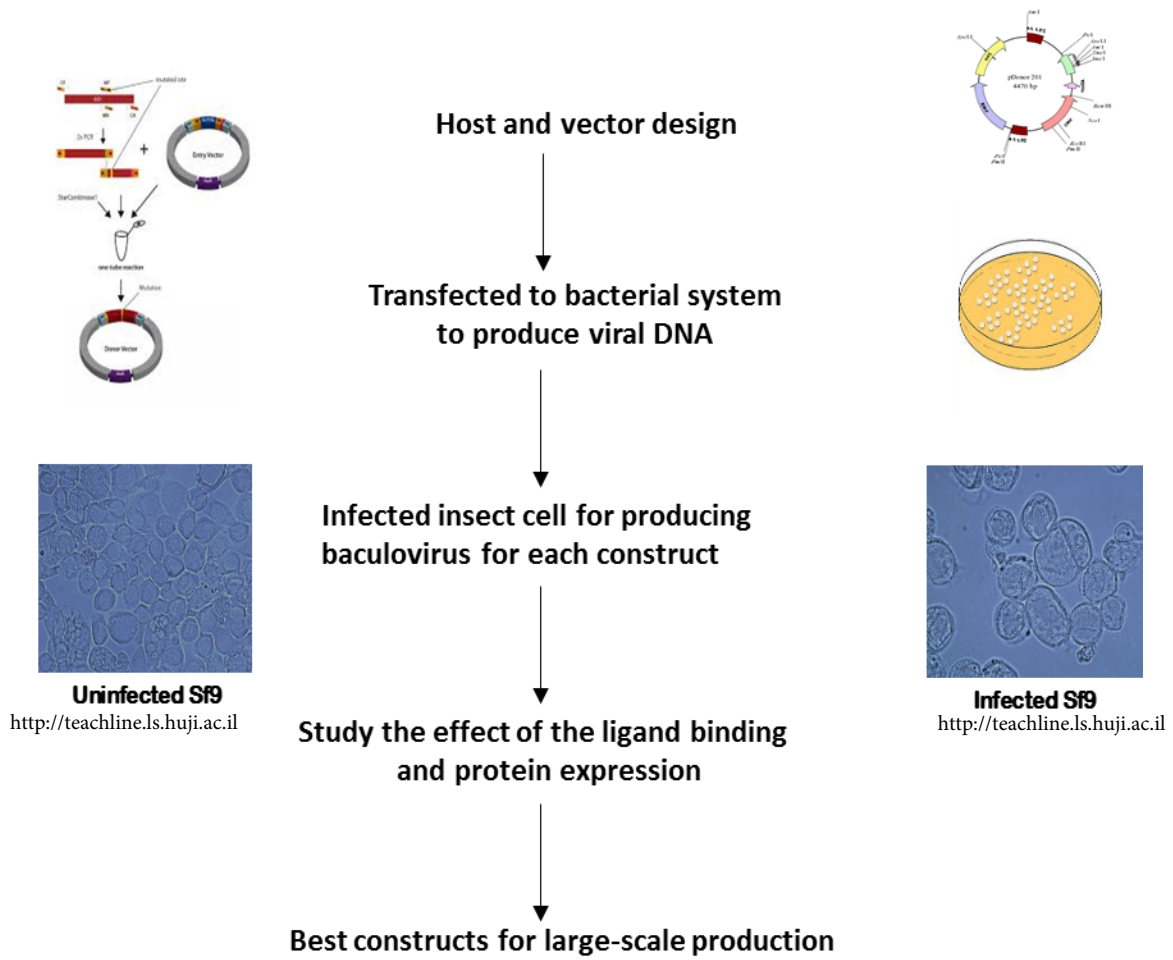 Host and vector design
Transfected to bacterial system
to produce viral DNA
Infected insect cell for producing
baculovirus for each construct
Study the effect of the ligand binding
and protein expression
Best constructs for large-scale production
mutated site
2x PCR
+
Entry Vector
StarCombinase1
one-tube reaction
Mutation
Donor Vector
pDonor 201
4470 bp
Uninfected Sf9
http://teachline.ls.huji.ac.il
Infected Sf9
http://teachline.ls.huji.ac.il